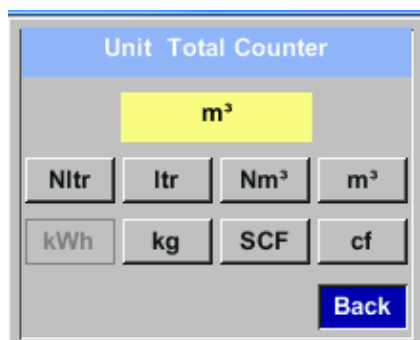 Unit Total Counter
m³
Nltr ltr Nm³ m³
kWh kg SCF cf
Back